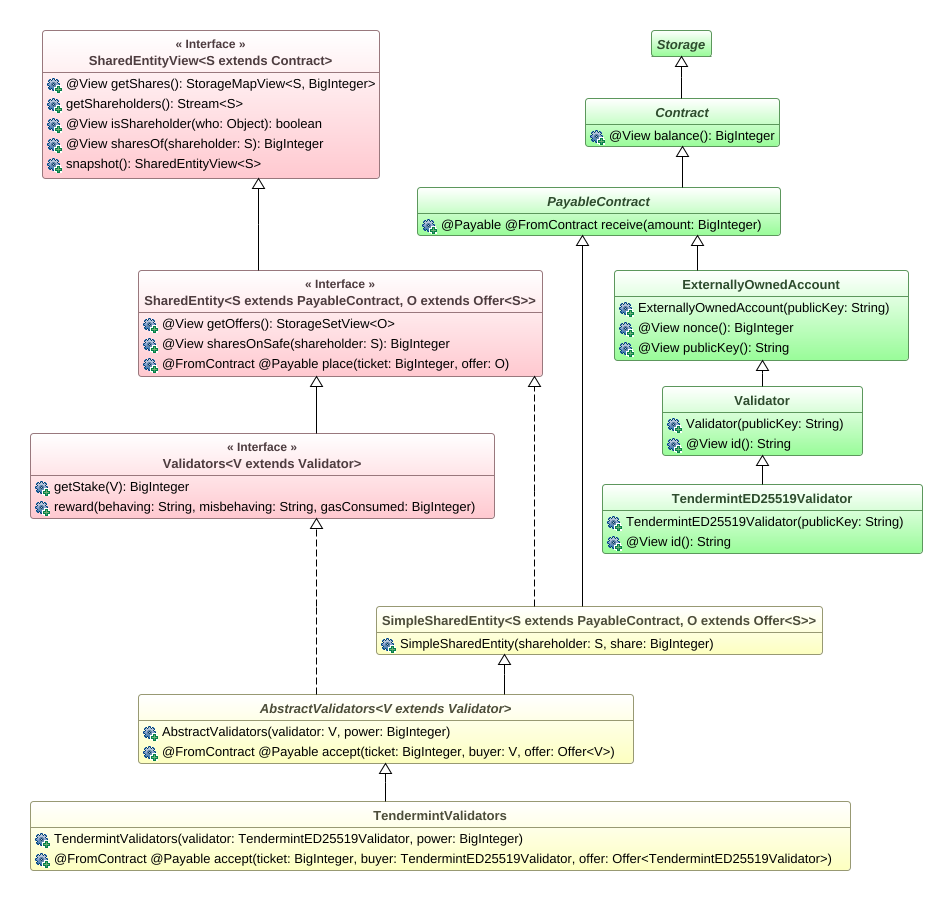 « Interface »
SharedEntityView<S extends Contract>
@View getShares(): StorageMapView<S, BigInteger>
getShareholders(): Stream<S>
@View isShareholder(who: Object): boolean
@View sharesOf(shareholder: S): BigInteger
snapshot(): SharedEntityView<S>
Storage
Contract
@View balance(): BigInteger
PayableContract
@Payable @FromContract receive(amount: BigInteger)
« Interface »
SharedEntity<S extends PayableContract, O extends Offer<S>>
@View getOffers(): StorageSetView<O>
@View sharesOnSafe(shareholder: S): BigInteger
@FromContract @Payable place(ticket: BigInteger, offer: O)
ExternallyOwnedAccount
ExternallyOwnedAccount(publicKey: String)
@View nonce(): BigInteger
@View publicKey(): String
Validator
Validator(publicKey: String)
@View id(): String
« Interface »
Validators<V extends Validator>
getStake(V): BigInteger
reward(behaving: String, misbehaving: String, gasConsumed: BigInteger)
TendermintED25519Validator
TendermintED25519Validator(publicKey: String)
@View id(): String
SimpleSharedEntity<S extends PayableContract, O extends Offer<S>>
SimpleSharedEntity(shareholder: S, share: BigInteger)
AbstractValidators<V extends Validator>
AbstractValidators(validator: V, power: BigInteger)
@FromContract @Payable accept(ticket: BigInteger, buyer: V, offer: Offer<V>)
TendermintValidators
TendermintValidators(validator: TendermintED25519Validator, power: BigInteger)
@FromContract @Payable accept(ticket: BigInteger, buyer: TendermintED25519Validator, offer: Offer<TendermintED25519Validator>)